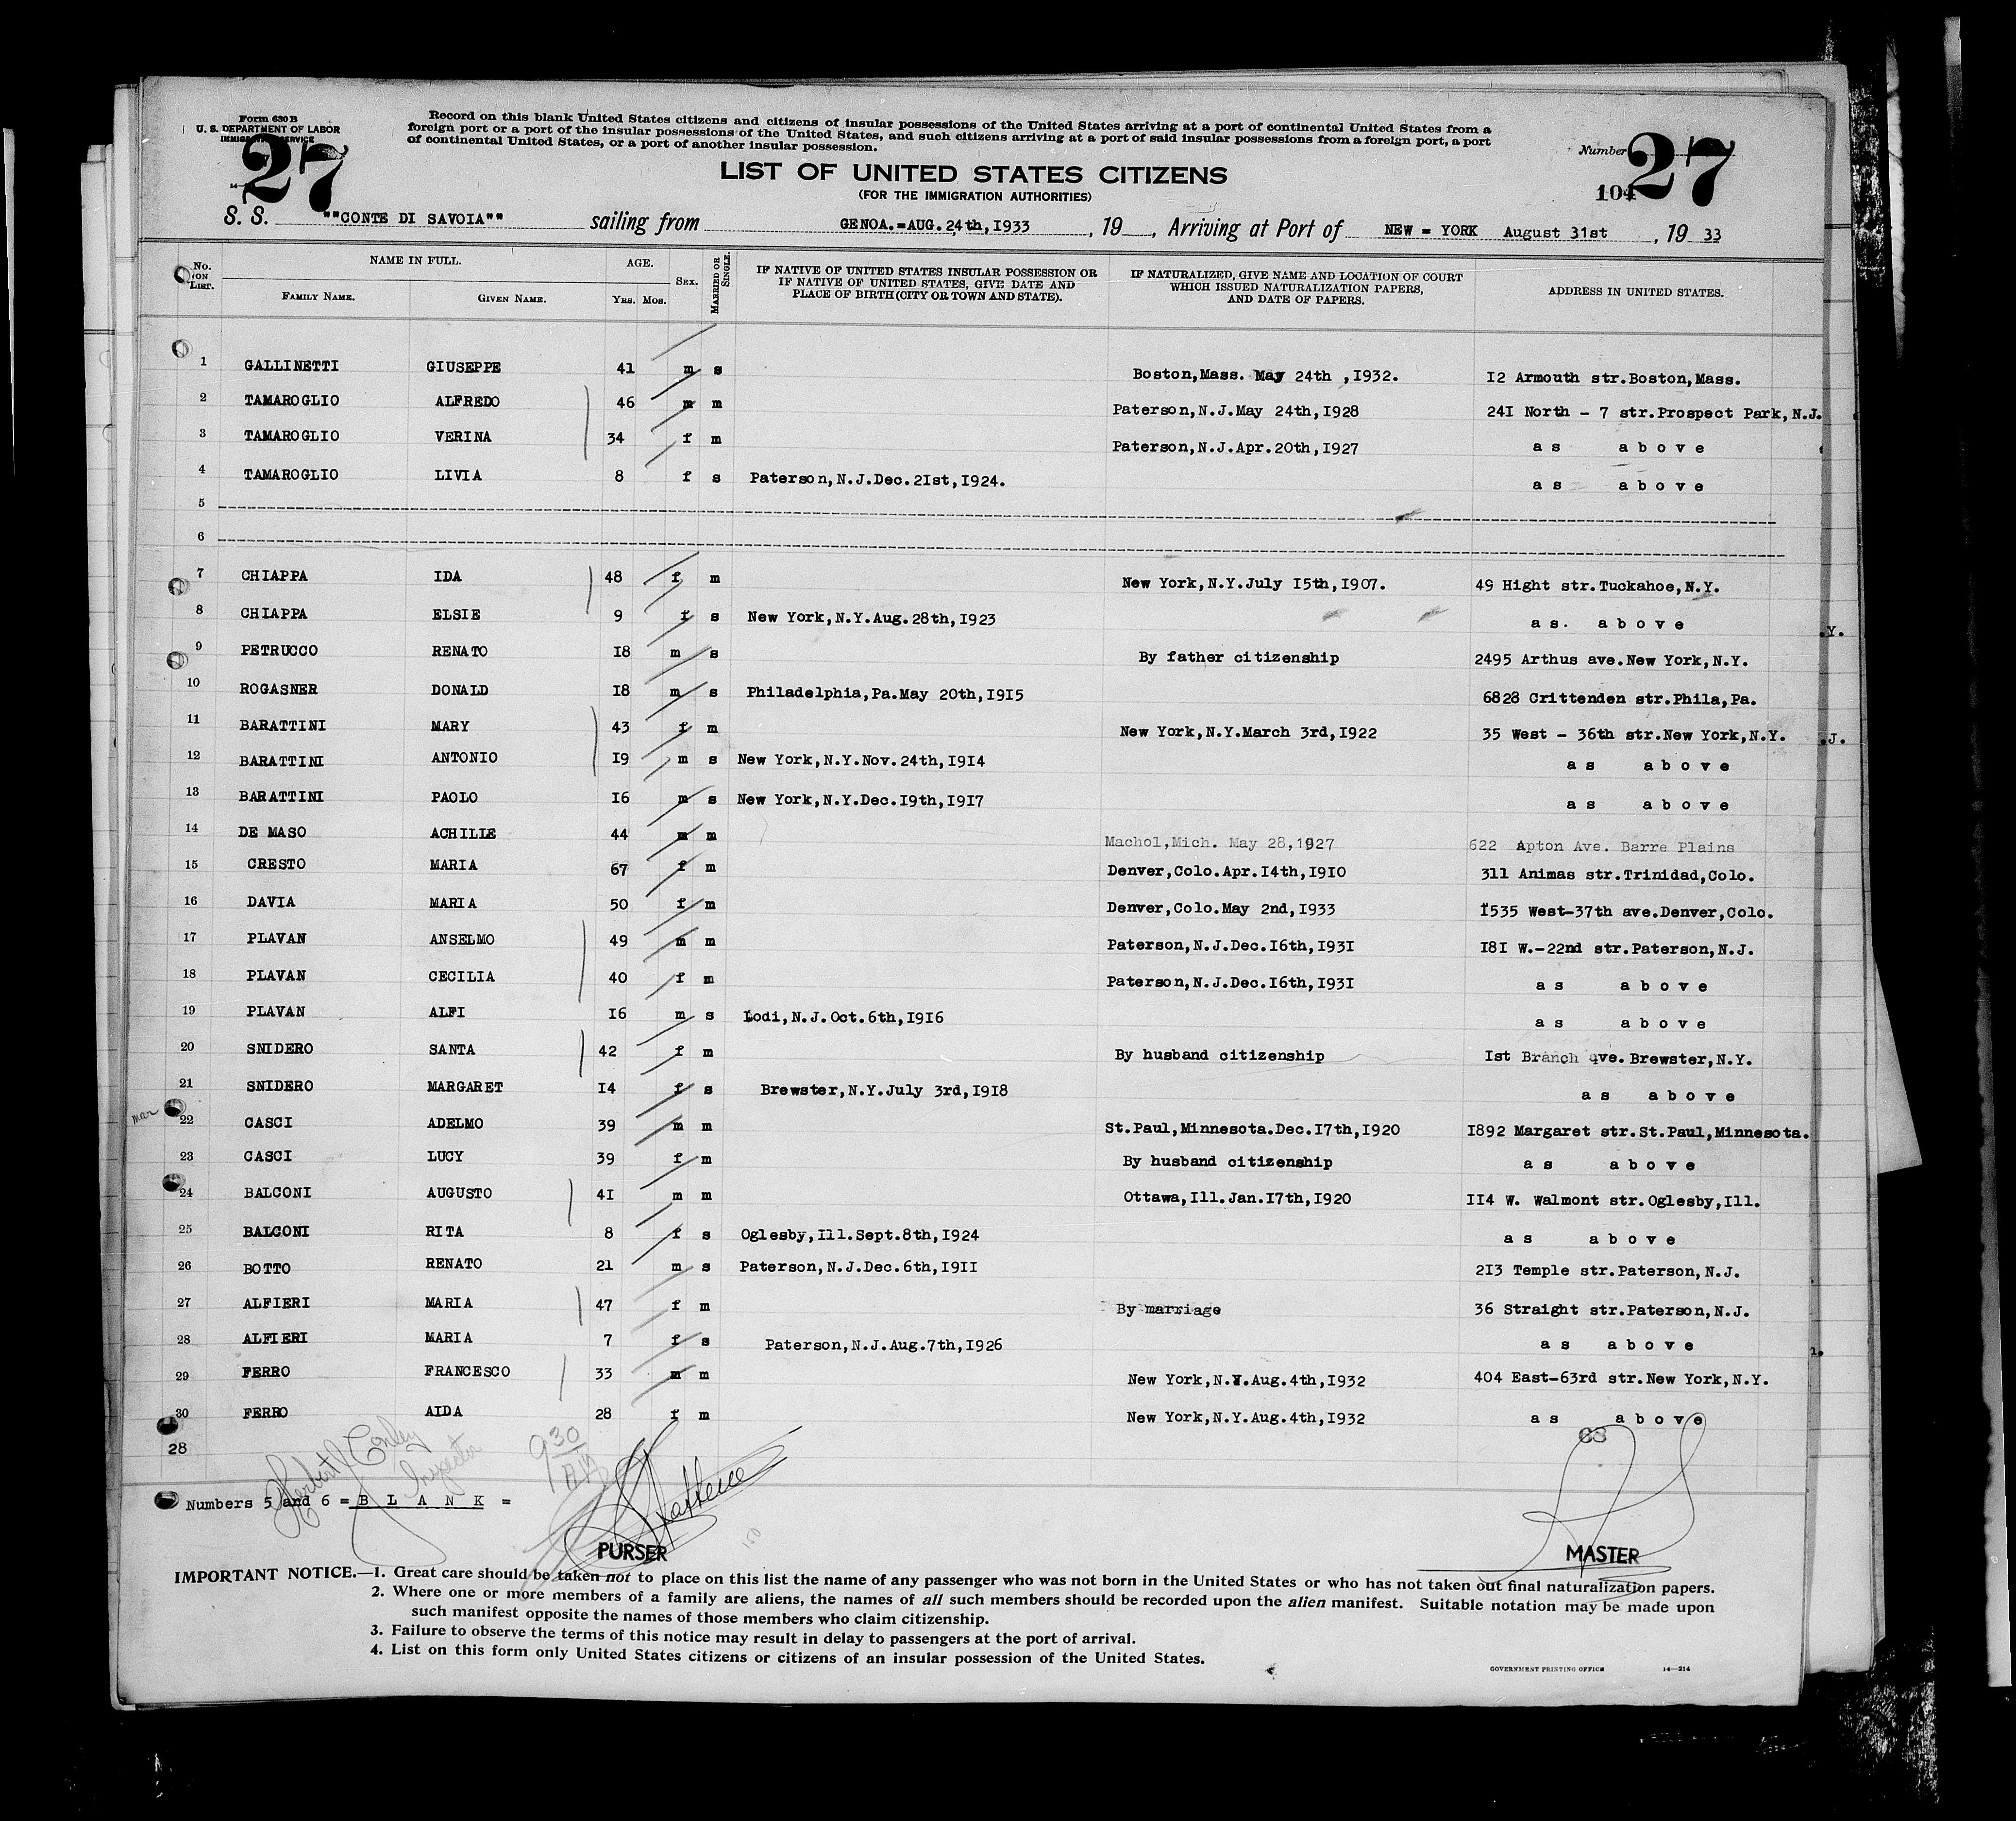 Form 630 B
U. S. DEPARTMENT OF LABOR
IMMIGRATION SERVICE
27
Record on this blank United States citizens and citizens of insular possessions of the United States arriving at a port of continental United States from a
foreign port or a port of the insular possessions of the United States, and such citizens arriving at a port of said insular possessions from a foreign port, a port
of continental United States, or a port of another insular possession.
Number 27
104
LIST OF UNITED STATES CITIZENS
(FOR THE IMMIGRATION AUTHORITIES)
S. S. ""CONTE DI SAVOIA"" sailing from GENOA.=AUG. 24th, I933 , 19 , Arriving at Port of NEW = YORK August 31st , 19 33
No. ON LIST. NAME IN FULL. FAMILY NAME. GIVEN NAME. AGE. YRS. MOS. SEX. MARRIED OR SINGLE. IF NATIVE OF UNITED STATES INSULAR POSSESSION OR IF NATIVE OF UNITED STATES, GIVE DATE AND PLACE OF BIRTH (CITY OR TOWN AND STATE). IF NATURALIZED, GIVE NAME AND LOCATION OF COURT WHICH ISSUED NATURALIZATION PAPERS, AND DATE OF PAPERS. ADDRESS IN UNITED STATES.
1 GALLINETTI GIUSEPPE 41 m s Boston,Mass. May 24th ,I932. I2 Armouth str.Boston,Mass.
2 TAMAROGLIO ALFREDO 46 m m Paterson,N.J.May 24th,I928 24I North - 7 str.Prospect Park,N.J.
3 TAMAROGLIO VERINA 34 f m Paterson,N.J.Apr.20th,I927 as above
4 TAMAROGLIO LIVIA 8 f s Paterson,N.J.Dec.2Ist,I924. as above
5
6
7 CHIAPPA IDA 48 f m New York,N.Y.July I5th,I907. 49 Hight str.Tuckahoe,N.Y.
8 CHIAPPA ELSIE 9 f s New York,N.Y.Aug.28th,I923 as. above
9 PETRUCCO RENATO I8 m s By father citizenship 2495 Arthus ave.New York,N.Y.
10 ROGASNER DONALD I8 m s Philadelphia,Pa.May 20th,I9I5 6828 Crittenden str.Phila,Pa.
11 BARATTINI MARY 43 f m New York,N.Y.March 3rd,I922 35 West - 36th str.New York,N.Y.
12 BARATTINI ANTONIO I9 m s New York,N.Y.Nov.24th,I9I4 as above
13 BARATTINI PAOLO I6 m s New York,N.Y.Dec.I9th,I9I7 as above
14 DE MASO ACHILLE 44 m m Machol,Mich. May 28,1927 622 Apton Ave. Barre Plains
15 CRESTO MARIA 67 f m Denver,Colo.Apr.I4th,I9I0 311 Animas str.Trinidad,Colo.
16 DAVIA MARIA 50 f m Denver,Colo.May 2nd,I933 I535 West-37th ave.Denver,Colo.
17 PLAVAN ANSELMO 49 m m Paterson,N.J.Dec.I6th,I93I I8I W.-22nd str.Paterson,N.J.
18 PLAVAN CECILIA 40 f m Paterson,N.J.Dec.I6th,I93I as above
19 PLAVAN ALFI I6 m s Lodi,N.J.Oct.6th,I9I6 as above
20 SNIDERO SANTA 42 f m By husband citizenship Ist Branch ave.Brewster,N.Y.
21 SNIDERO MARGARET I4 f s Brewster,N.Y.July 3rd,I9I8 as above
22 CASCI ADELMO 39 m m St.Paul,Minnesota.Dec.I7th,I920 I892 Margaret str.St.Paul,Minnesota.
23 CASCI LUCY 39 f m By husband citizenship as above
24 BALCONI AUGUSTO 4I m m Ottawa,Ill.Jan.I7th,I920 II4 W. Walmont str.Oglesby,Ill.
25 BALCONI RITA 8 f s Oglesby,Ill.Sept.8th,I924 as above
26 BOTTO RENATO 21 m s Paterson,N.J.Dec.6th,I9II 2I3 Temple str.Paterson,N.J.
27 ALFIERI MARIA 47 f m By marriage 36 Straight str.Paterson,N.J.
28 ALFIERI MARIA 7 f s Paterson,N.J.Aug.7th,I926 as above
29 FERRO FRANCESCO 33 m m New York,N.Y.Aug.4th,I932 404 East-63rd str.New York,N.Y.
30 FERRO AIDA 28 f m New York,N.Y.Aug.4th,I932 as above
28
Herbert J Conley
Inspector
9 30
AM
Numbers 5 and 6 = B L A N K =
PURSER MASTER
IMPORTANT NOTICE.—1. Great care should be taken not to place on this list the name of any passenger who was not born in the United States or who has not taken out final naturalization papers.
2. Where one or more members of a family are aliens, the names of all such members should be recorded upon the alien manifest. Suitable notation may be made upon
such manifest opposite the names of those members who claim citizenship.
3. Failure to observe the terms of this notice may result in delay to passengers at the port of arrival.
4. List on this form only United States citizens or citizens of an insular possession of the United States.
GOVERNMENT PRINTING OFFICE 14—214